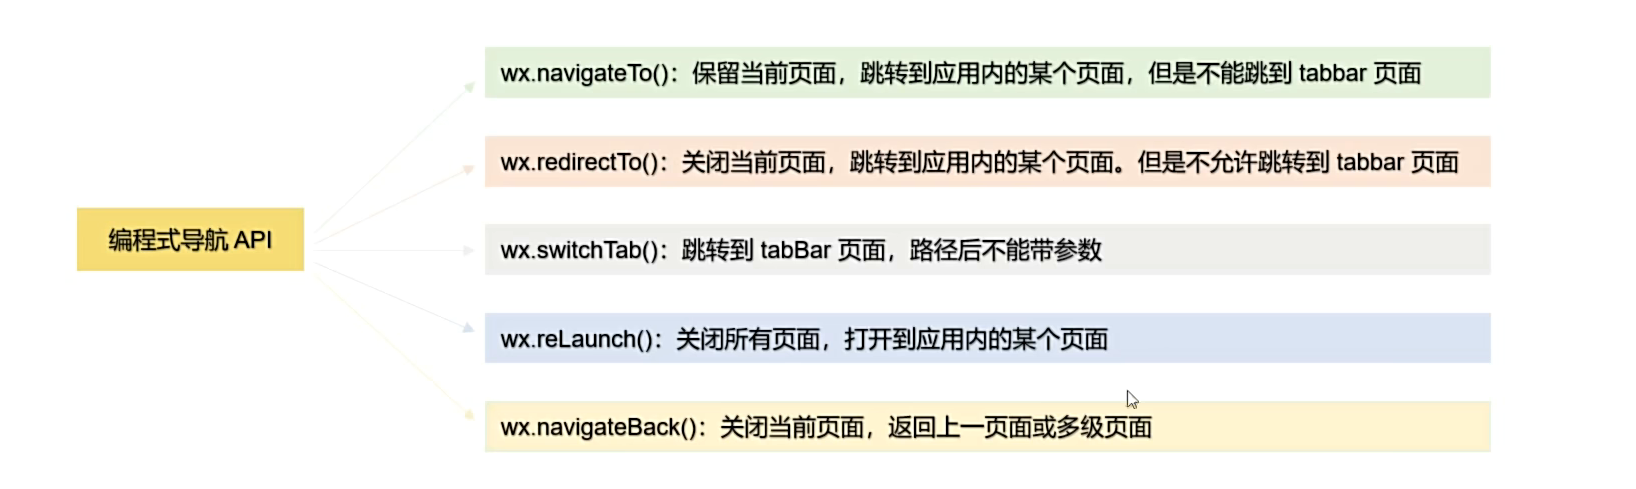 编程式导航 API
wx.navigateTo()：保留当前页面，跳转到应用内的某个页面，但是不能跳到 tabbar 页面
wx.redirectTo()：关闭当前页面，跳转到应用内的某个页面。但是不允许跳转到 tabbar 页面
wx.switchTab()：跳转到 tabBar 页面，路径后不能带参数
wx.reLaunch()：关闭所有页面，打开到应用内的某个页面
wx.navigateBack()：关闭当前页面，返回上一页面或多级页面